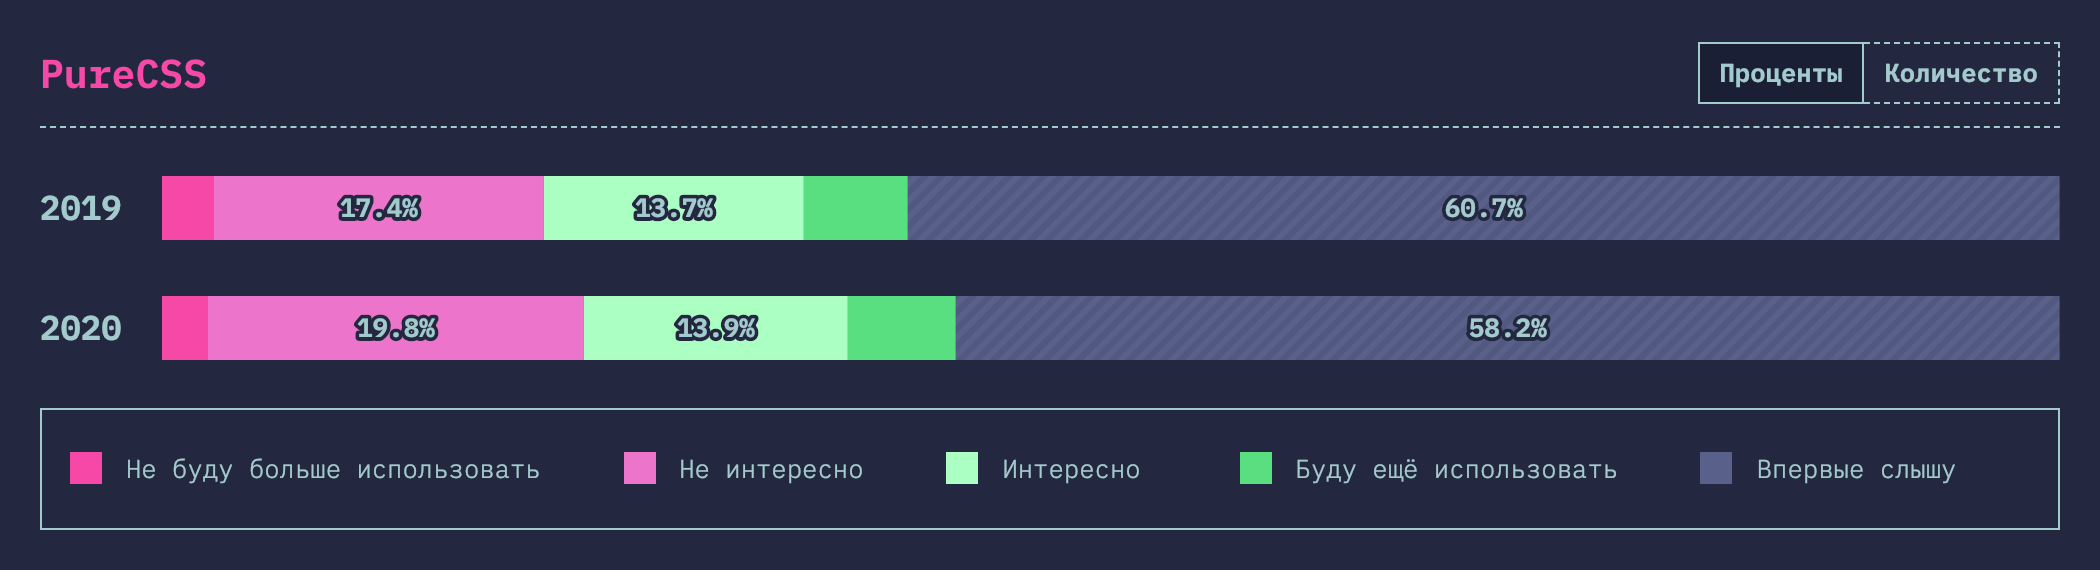 PureCSS
Проценты Количество
2019 17.4% 13.7% 60.7%
2020 19.8% 13.9% 58.2%
Не буду больше использовать Не интересно Интересно Буду ещё использовать Впервые слышу